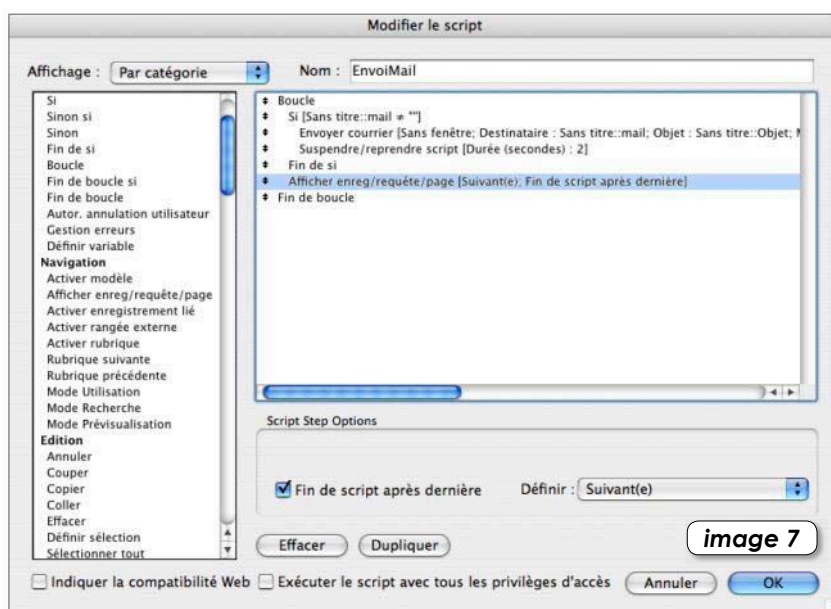 Modifier le script
Affichage : Par catégorie
Nom : EnvoiMail
Si
Sinon si
Sinon
Fin de si
Boucle
Fin de boucle si
Fin de boucle
Autor. annulation utilisateur
Gestion erreurs
Définir variable
Navigation
Activer modèle
Afficher enreg/requête/page
Activer enregistrement lié
Activer rangée externe
Activer rubrique
Rubrique suivante
Rubrique précédente
Mode Utilisation
Mode Recherche
Mode Prévisualisation
Edition
Annuler
Couper
Copier
Coller
Effacer
Définir sélection
Sélectionner tout
Boucle
Si [Sans titre::mail ≠ ""]
Envoyer courrier [Sans fenêtre; Destinataire : Sans titre::mail; Objet : Sans titre::Objet;
Suspendre/reprendre script [Durée (secondes) : 2]
Fin de si
Afficher enreg/requête/page [Suivant(e); Fin de script après dernière]
Fin de boucle
Script Step Options
Fin de script après dernière
Définir : Suivant(e)
Effacer Dupliquer
image 7
Indiquer la compatibilité Web Exécuter le script avec tous les privilèges d'accès Annuler OK